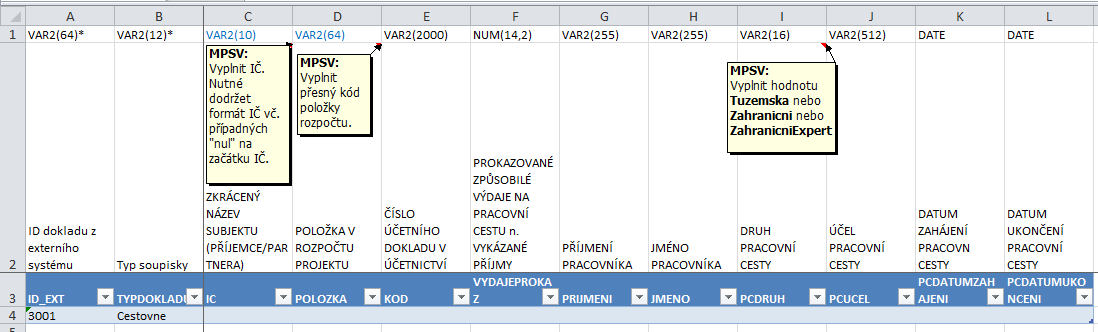 A B C D E F G H I J K L
1 VAR2(64)* VAR2(12)* VAR2(10) VAR2(64) VAR2(2000) NUM(14,2) VAR2(255) VAR2(255) VAR2(16) VAR2(512) DATE DATE
MPSV:
Vyplnit IČ.
Nutné
dodržet
formát IČ vč.
případných
"nul" na
začátku IČ.
MPSV:
Vyplnit
přesný kód
položky
rozpočtu.
MPSV:
Vyplnit hodnotu
Tuzemska nebo
Zahranicni nebo
ZahranicniExpert
2
ID dokladu z
externího
systému
Typ soupisky
ZKRÁCENÝ
NÁZEV
SUBJEKTU
(PŘÍJEMCE/PAR
TNERA)
POLOŽKA V
ROZPOČTU
PROJEKTU
ČÍSLO
ÚČETNÍHO
DOKLADU V
ÚČETNICTVÍ
PROKAZOVANÉ
ZPŮSOBILÉ
VÝDAJE NA
PRACOVNÍ
CESTU n.
VYKÁZANÉ
PŘÍJMY
PŘÍJMENÍ
PRACOVNÍKA
JMÉNO
PRACOVNÍKA
DRUH
PRACOVNÍ
CESTY
ÚČEL
PRACOVNÍ
CESTY
DATUM
ZAHÁJENÍ
PRACOVN
CESTY
DATUM
UKONČENÍ
PRACOVNÍ
CESTY
3 ID_EXT TYPDOKLADU IC POLOZKA KOD
VYDAJEPROKA
Z
PRIJMENI JMENO PCDRUH PCUCEL
PCDATUMZAH
AJENI
PCDATUMUKO
NCENI
4 3001 Cestovne